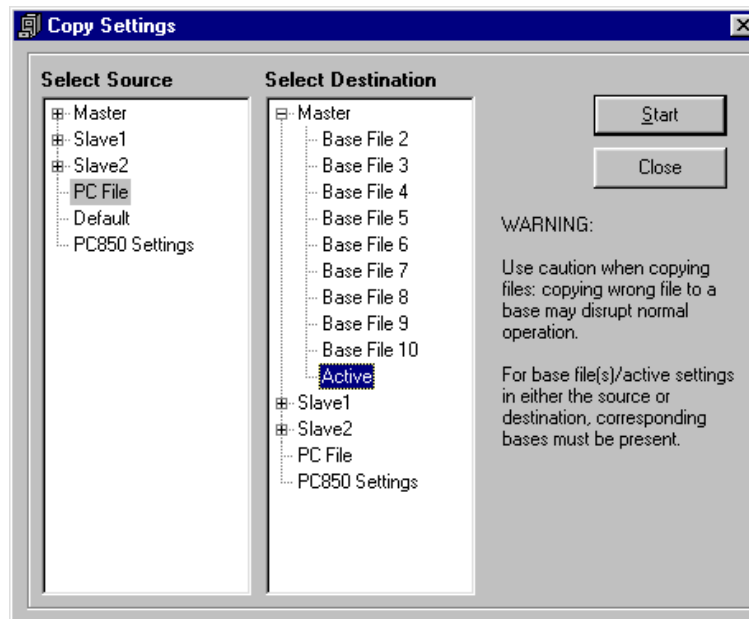 Copy Settings
Select Source
Master
Slave1
Slave2
PC File
Default
PC850 Settings
Select Destination
Master
Base File 2
Base File 3
Base File 4
Base File 5
Base File 6
Base File 7
Base File 8
Base File 9
Base File 10
Active
Slave1
Slave2
PC File
PC850 Settings
Start
Close
WARNING:
Use caution when copying
files: copying wrong file to a
base may disrupt normal
operation.
For base file(s)/active settings
in either the source or
destination, corresponding
bases must be present.